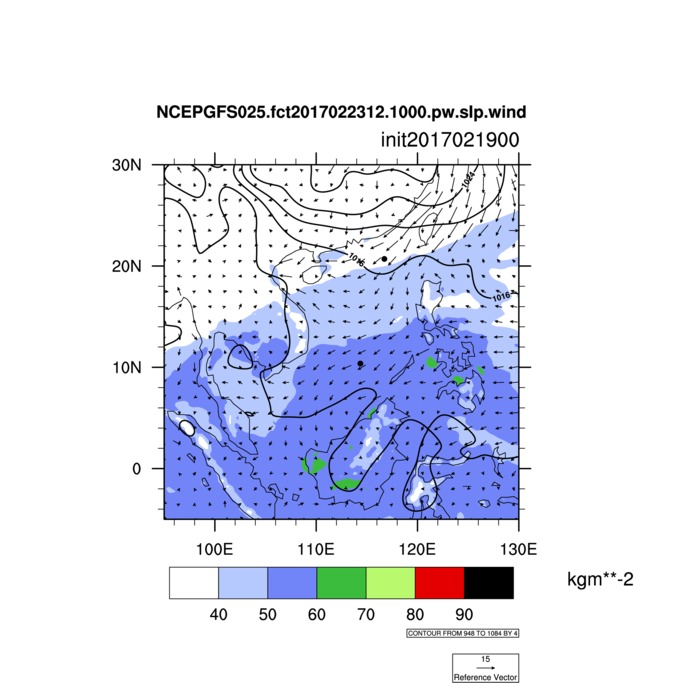 NCEPGFS025.fct2017022312.1000.pw.slp.wind
init2017021900
30N
1024
20N
1016
1016
10N
0
100E 110E 120E 130E
kgm**-2
40 50 60 70 80 90
CONTOUR FROM 948 TO 1084 BY 4
15
Reference Vector